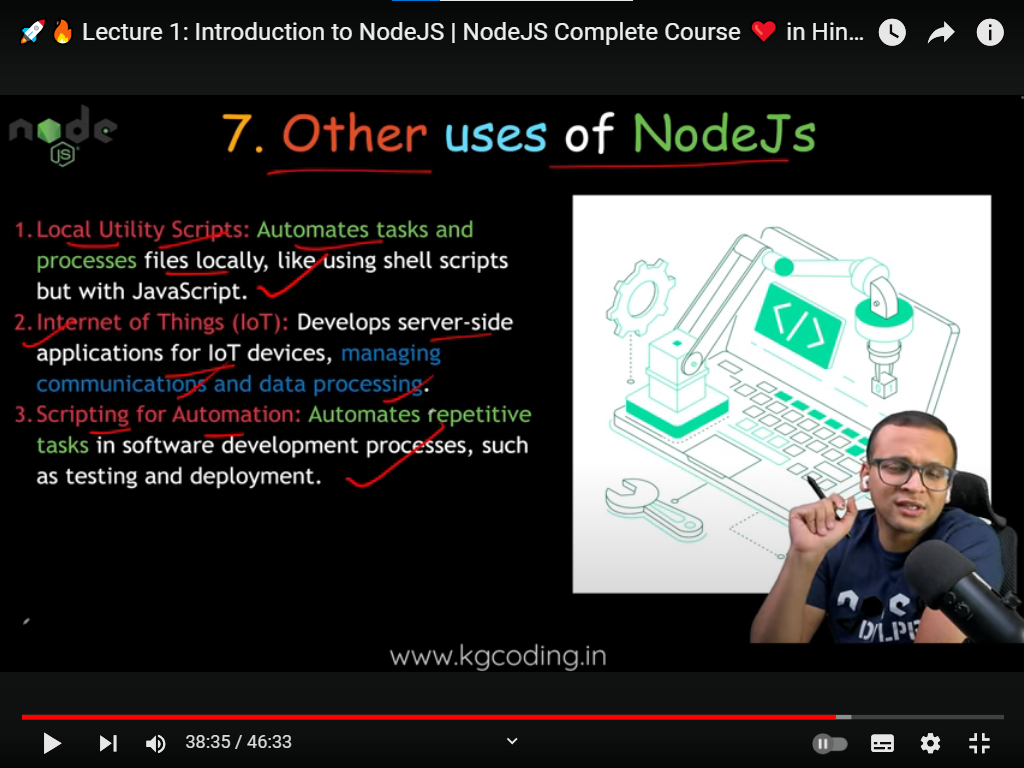 🚀🔥 Lecture 1: Introduction to NodeJS | NodeJS Complete Course ❤️ in Hin...
node
JS
7. Other uses of NodeJs
1. Local Utility Scripts: Automates tasks and
processes files locally, like using shell scripts
but with JavaScript.
2. Internet of Things (IoT): Develops server-side
applications for IoT devices, managing
communications and data processing.
3. Scripting for Automation: Automates repetitive
tasks in software development processes, such
as testing and deployment.
</>
www.kgcoding.in
38:35 / 46:33